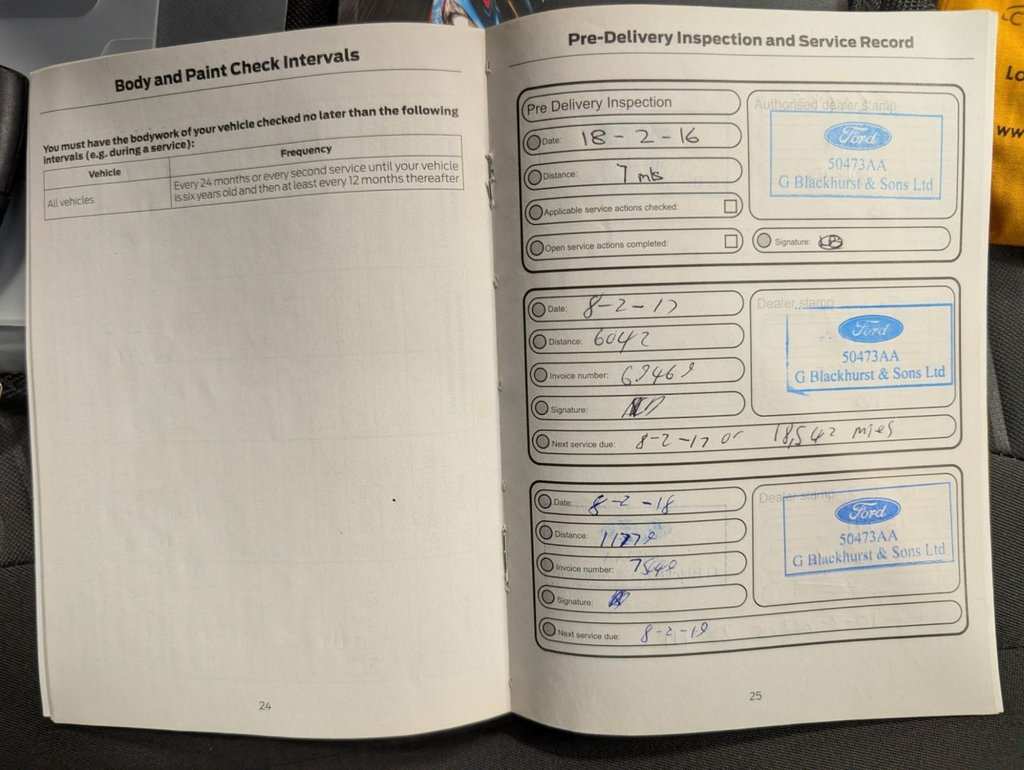 Body and Paint Check Intervals
You must have the bodywork of your vehicle checked no later than the following
intervals (e.g. during a service):
Vehicle Frequency
All vehicles Every 24 months or every second service until your vehicle
is six years old and then at least every 12 months thereafter
24
Pre-Delivery Inspection and Service Record
Pre Delivery Inspection
Date: 18-2-16
Distance: 7 mls
Applicable service actions checked:
Open service actions completed:
Authorised dealer stamp
Ford
50473AA
G Blackhurst & Sons Ltd
Signature:
Date: 8-2-17
Distance: 6042
Invoice number: 69469
Signature:
Next service due: 8-2-17 or 18,542 miles
Dealer stamp
Ford
50473AA
G Blackhurst & Sons Ltd
Date: 8-2-18
Distance: 11779
Invoice number: 7549
Signature:
Next service due: 8-2-19
Dealer stamp
Ford
50473AA
G Blackhurst & Sons Ltd
25